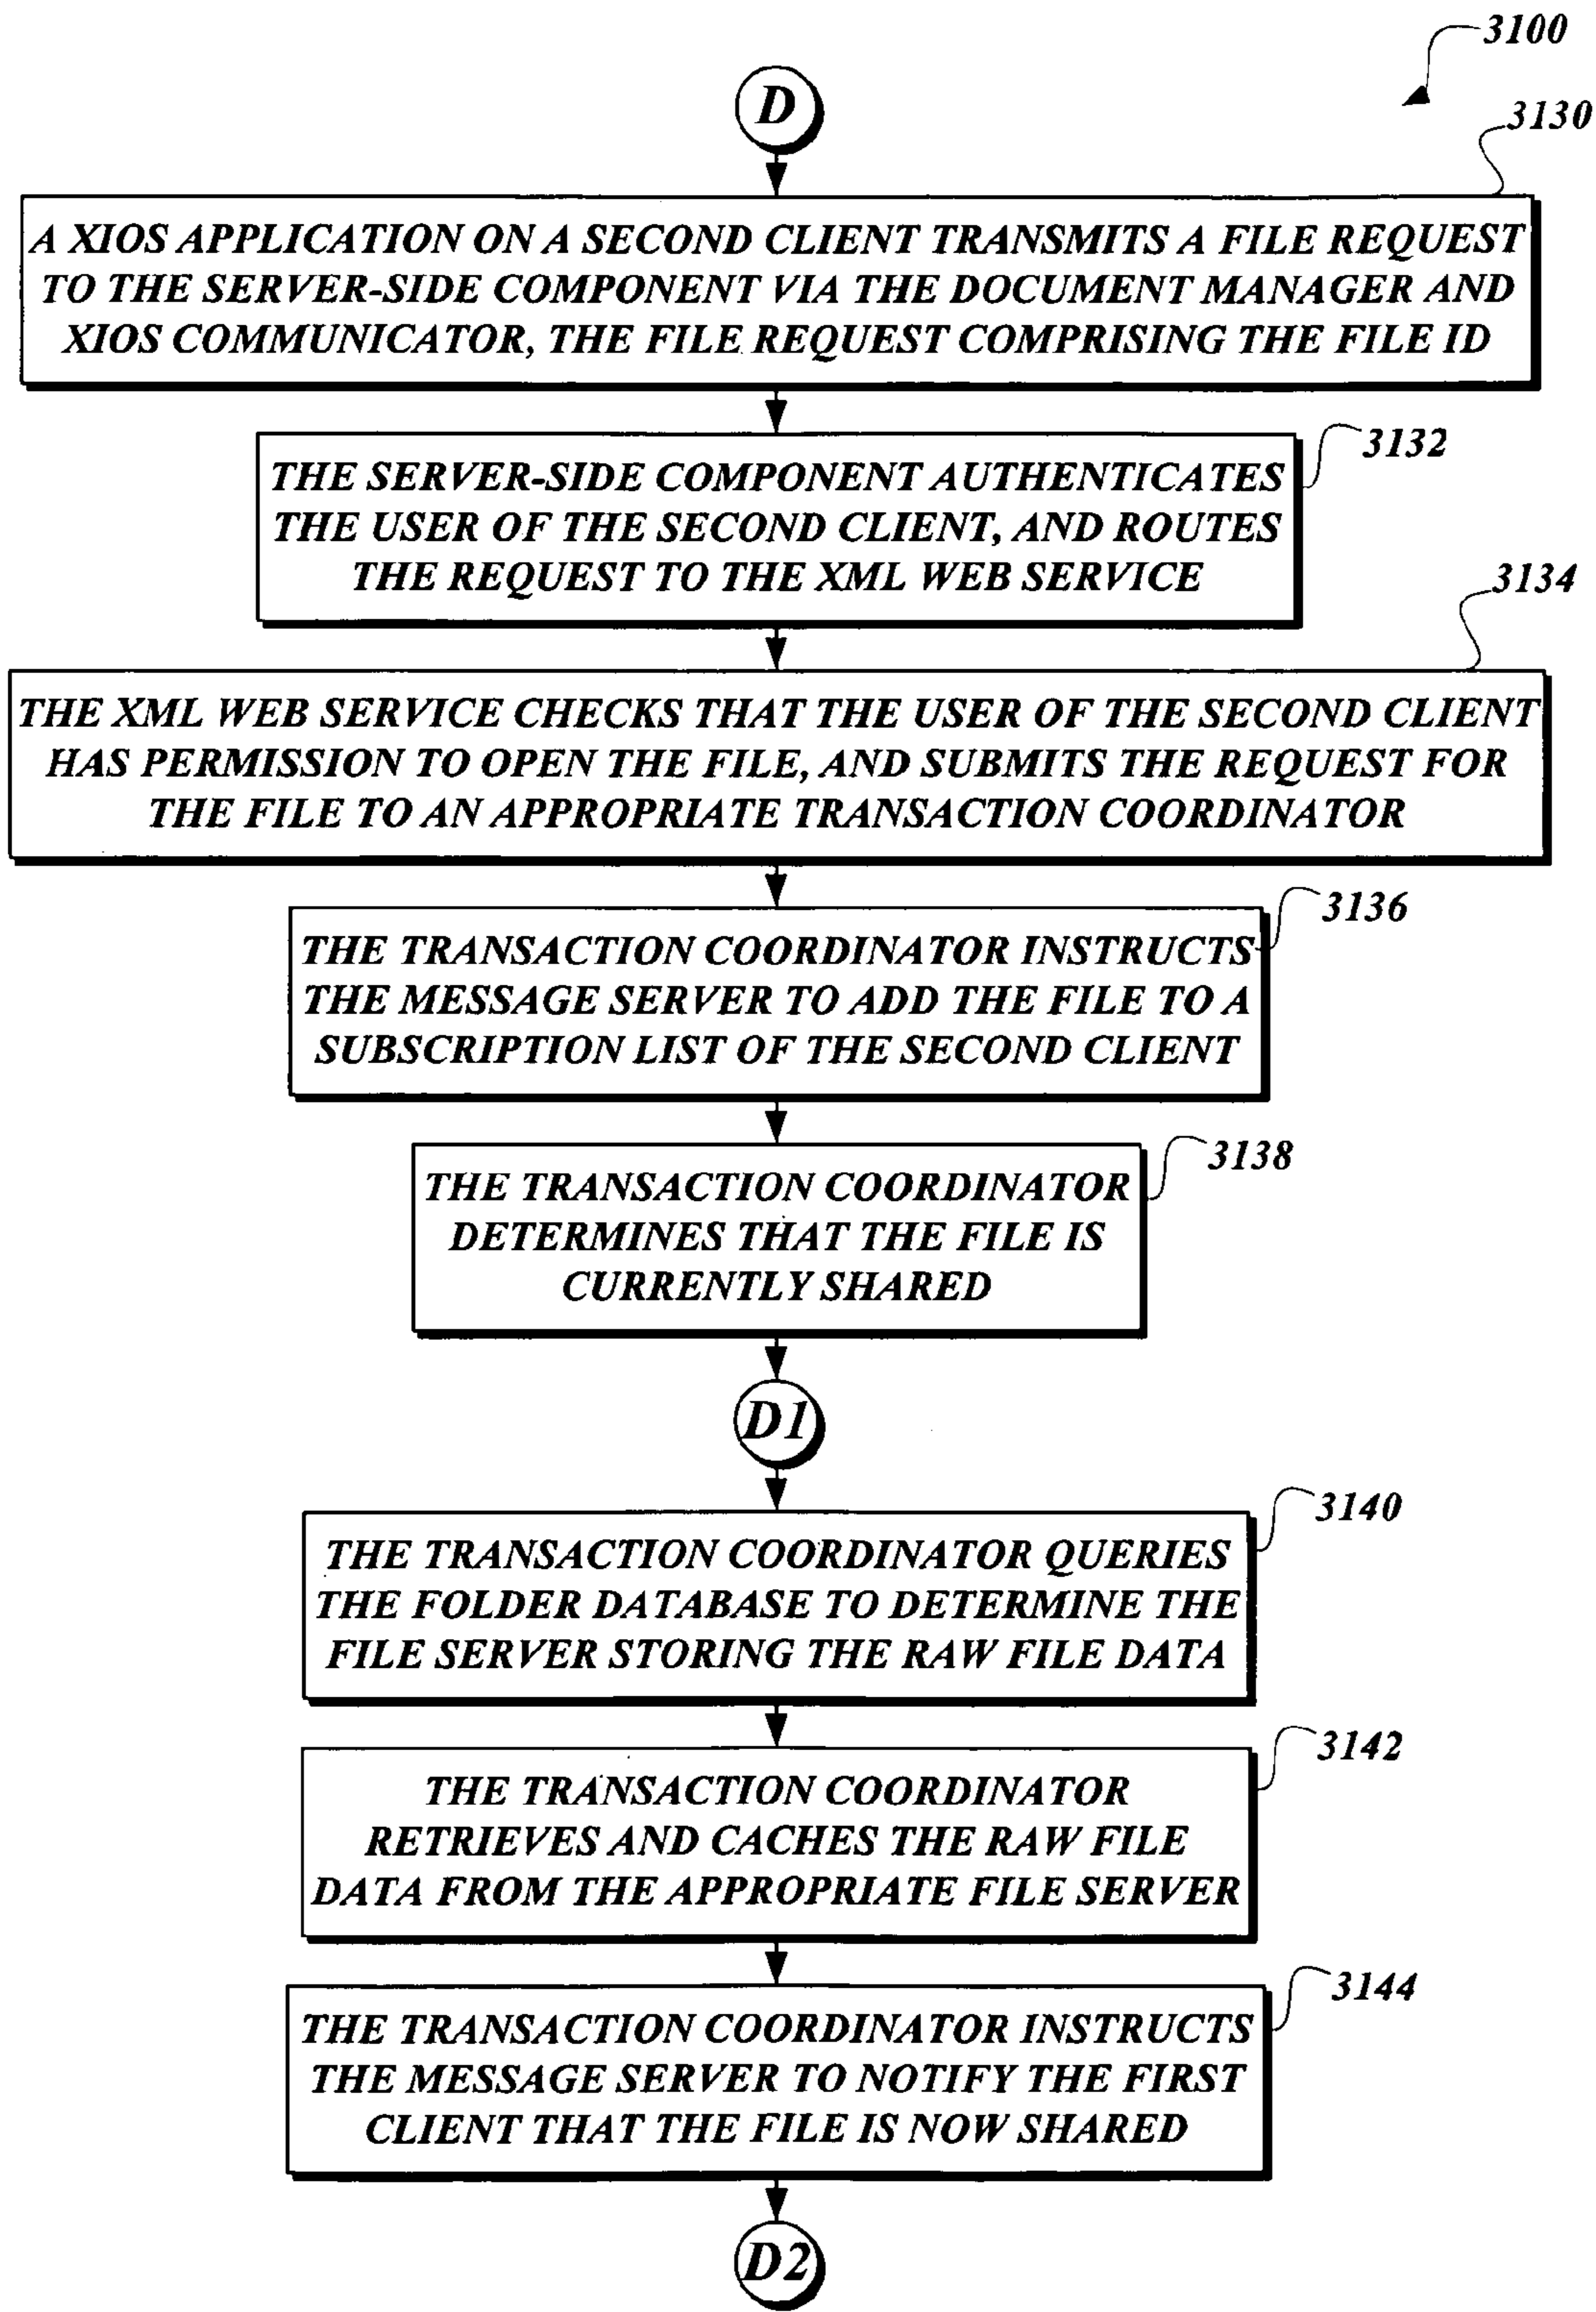 3100
D
3130
A XIOS APPLICATION ON A SECOND CLIENT TRANSMITS A FILE REQUEST
TO THE SERVER-SIDE COMPONENT VIA THE DOCUMENT MANAGER AND
XIOS COMMUNICATOR, THE FILE REQUEST COMPRISING THE FILE ID
3132
THE SERVER-SIDE COMPONENT AUTHENTICATES
THE USER OF THE SECOND CLIENT, AND ROUTES
THE REQUEST TO THE XML WEB SERVICE
3134
THE XML WEB SERVICE CHECKS THAT THE USER OF THE SECOND CLIENT
HAS PERMISSION TO OPEN THE FILE, AND SUBMITS THE REQUEST FOR
THE FILE TO AN APPROPRIATE TRANSACTION COORDINATOR
3136
THE TRANSACTION COORDINATOR INSTRUCTS
THE MESSAGE SERVER TO ADD THE FILE TO A
SUBSCRIPTION LIST OF THE SECOND CLIENT
3138
THE TRANSACTION COORDINATOR
DETERMINES THAT THE FILE IS
CURRENTLY SHARED
D1
3140
THE TRANSACTION COORDINATOR QUERIES
THE FOLDER DATABASE TO DETERMINE THE
FILE SERVER STORING THE RAW FILE DATA
3142
THE TRANSACTION COORDINATOR
RETRIEVES AND CACHES THE RAW FILE
DATA FROM THE APPROPRIATE FILE SERVER
3144
THE TRANSACTION COORDINATOR INSTRUCTS
THE MESSAGE SERVER TO NOTIFY THE FIRST
CLIENT THAT THE FILE IS NOW SHARED
D2